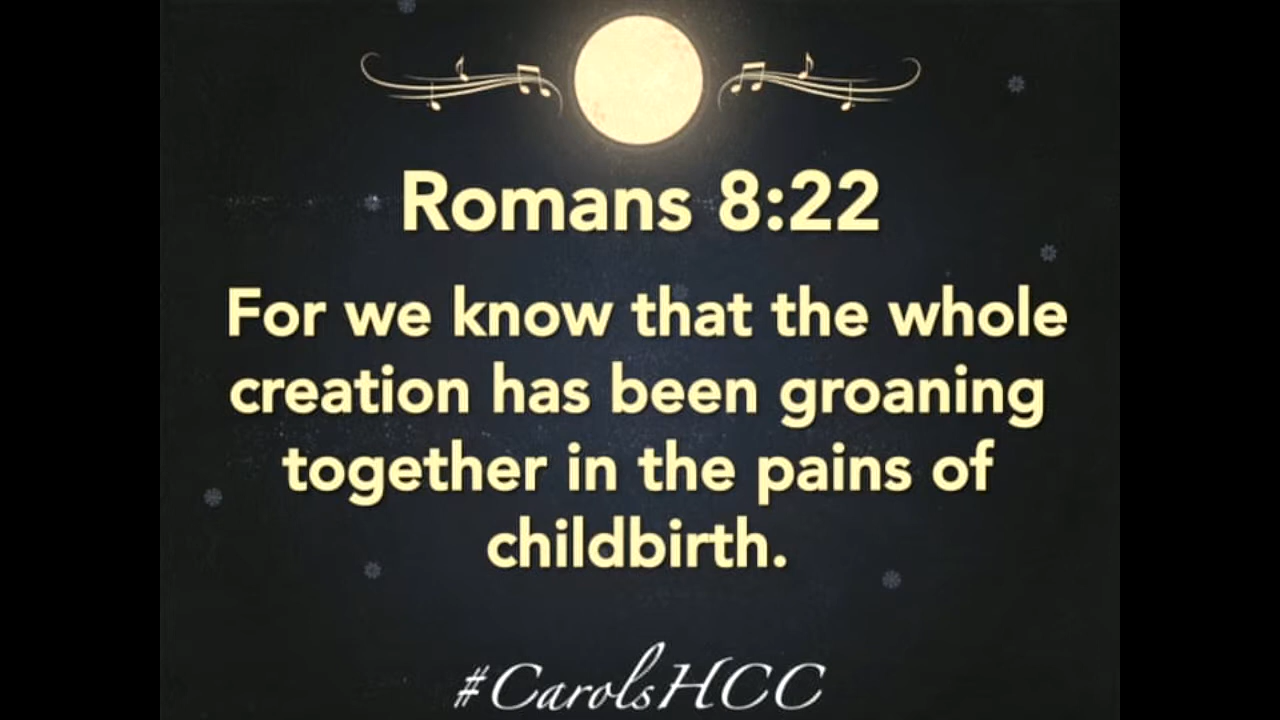 Romans 8:22
For we know that the whole
creation has been groaning
together in the pains of
childbirth.
#CarolsHCC